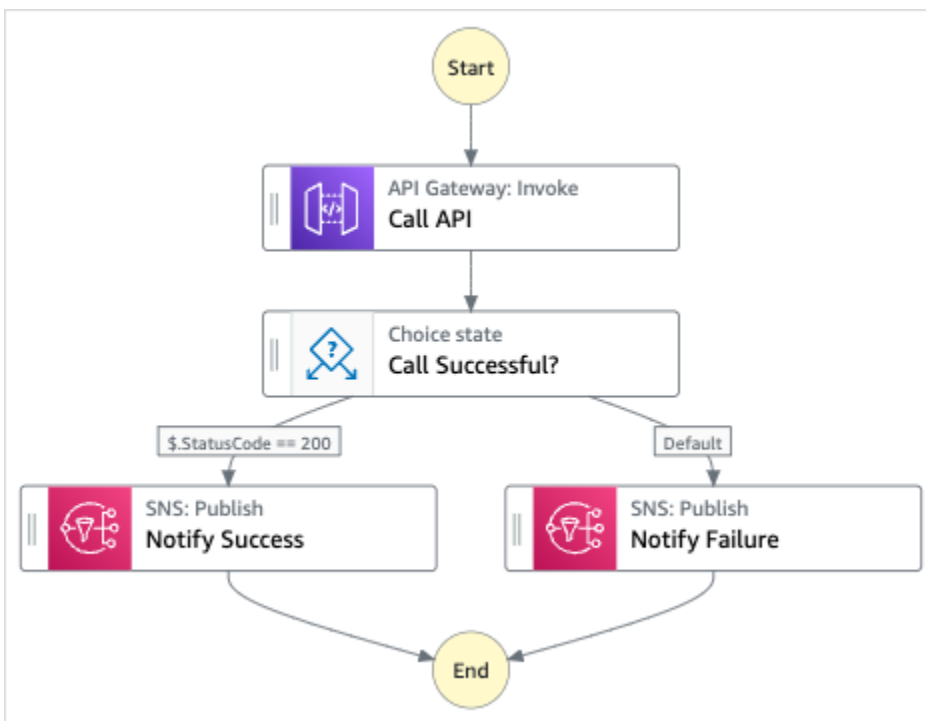 Start
API Gateway: Invoke
Call API
Choice state
Call Successful?
$.StatusCode == 200
Default
SNS: Publish
Notify Success
SNS: Publish
Notify Failure
End